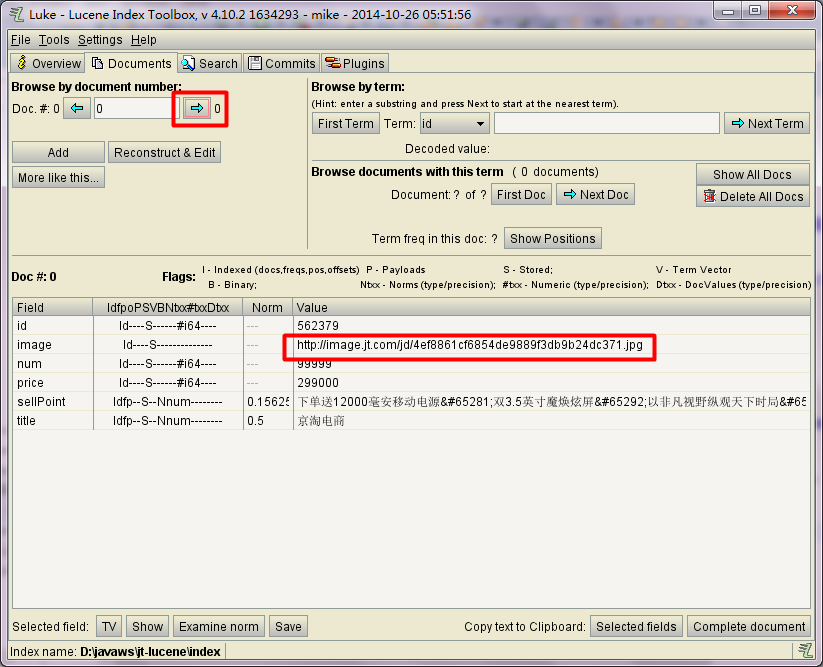 Luke - Lucene Index Toolbox, v 4.10.2 1634293 - mike - 2014-10-26 05:51:56
File Tools Settings Help
Overview Documents Search Commits Plugins
Browse by document number:
Doc. #: 0 0 0
Add Reconstruct & Edit
More like this...
Browse by term:
(Hint: enter a substring and press Next to start at the nearest term).
First Term Term: id Next Term
Decoded value:
Browse documents with this term ( 0 documents)
Show All Docs
Document: ? of ? First Doc Next Doc
Delete All Docs
Term freq in this doc: ? Show Positions
Doc #: 0 Flags:
I - Indexed (docs,freqs,pos,offsets) P - Payloads S - Stored; V - Term Vector
B - Binary; Ntxx - Norms (type/precision); #txx - Numeric (type/precision); Dtxx - DocValues (type/precision)
Field IdfpoPSVBNtxx#txxDtxx Norm Value
id Id----S------#i64---- --- 562379
image Id----S-------------- --- http://image.jt.com/jd/4ef8861cf6854de9889f3db9b24dc371.jpg
num Id----S------#i64---- --- 99999
price Id----S------#i64---- --- 299000
sellPoint Idfp--S--Nnum-------- 0.15625 下单送12000毫安移动电源&#65281;双3.5英寸魔焕炫屏&#65292;以非凡视野纵观天下时局&#65
title Idfp--S--Nnum-------- 0.5 京淘电商
Selected field: TV Show Examine norm Save Copy text to Clipboard: Selected fields Complete document
Index name: D:\javaws\jt-lucene\index